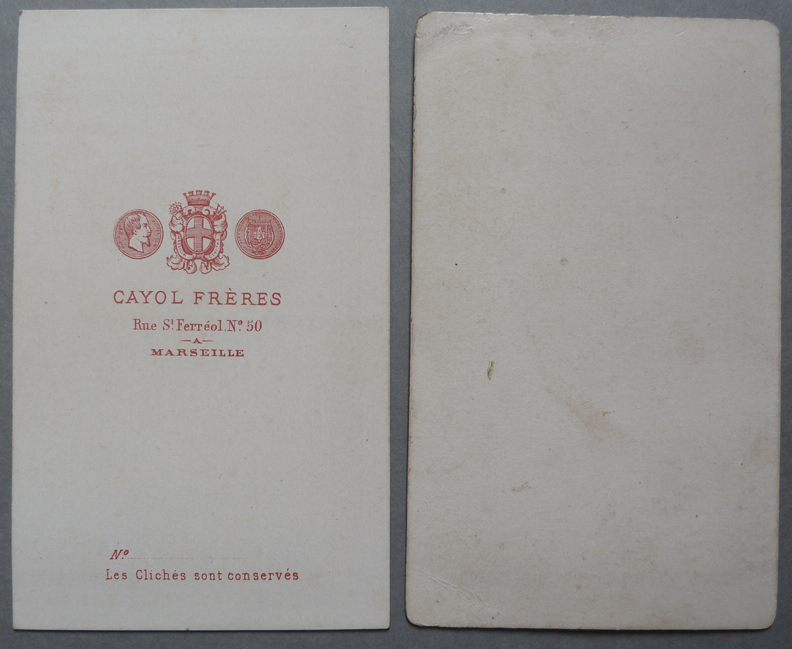 CAYOL FRÈRES
Rue St Ferréol. No 50
—A—
MARSEILLE
No
Les Clichés sont conservés